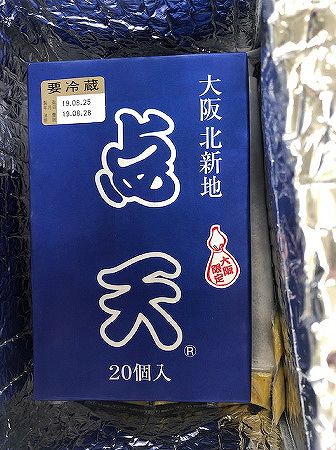 要冷蔵
19.08.25
19.08.28
大阪 北新地
点天
®
大阪
限定
20個入